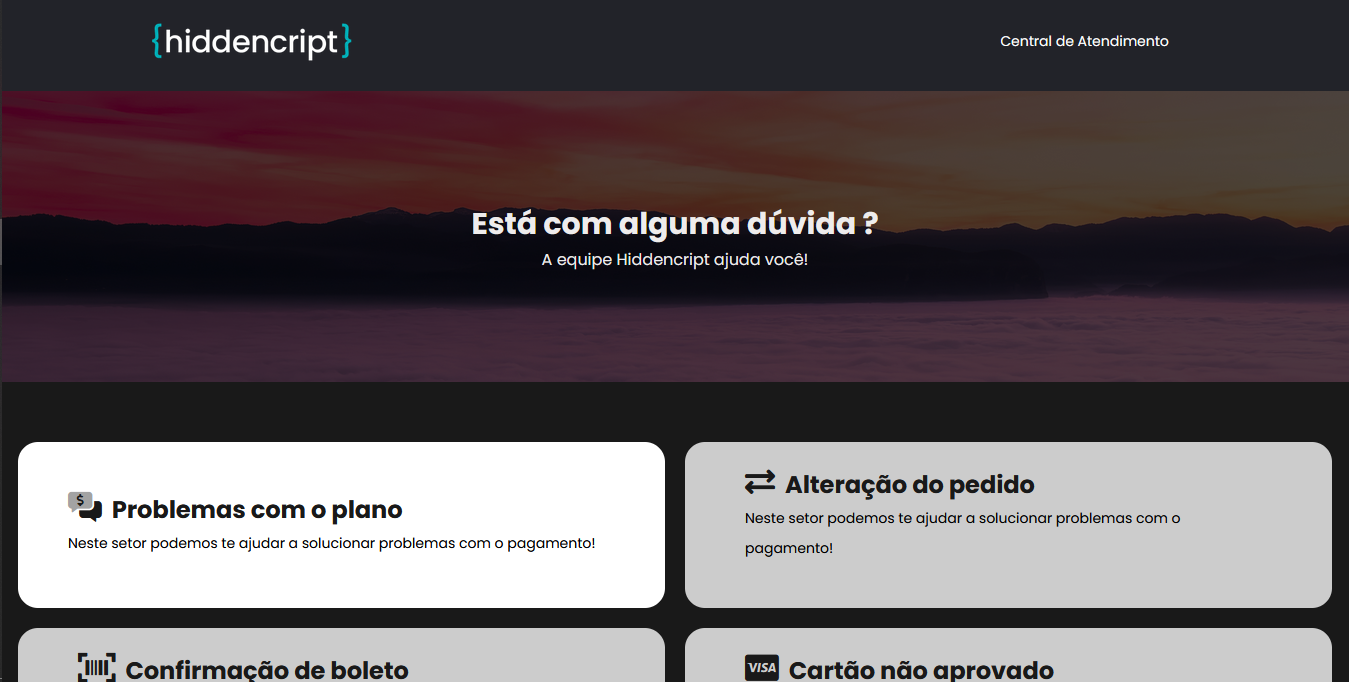 {hiddencript}
Central de Atendimento
Está com alguma dúvida ?
A equipe Hiddencript ajuda você!
Problemas com o plano
Neste setor podemos te ajudar a solucionar problemas com o pagamento!
Alteração do pedido
Neste setor podemos te ajudar a solucionar problemas com o
pagamento!
Confirmação de boleto
VISA Cartão não aprovado